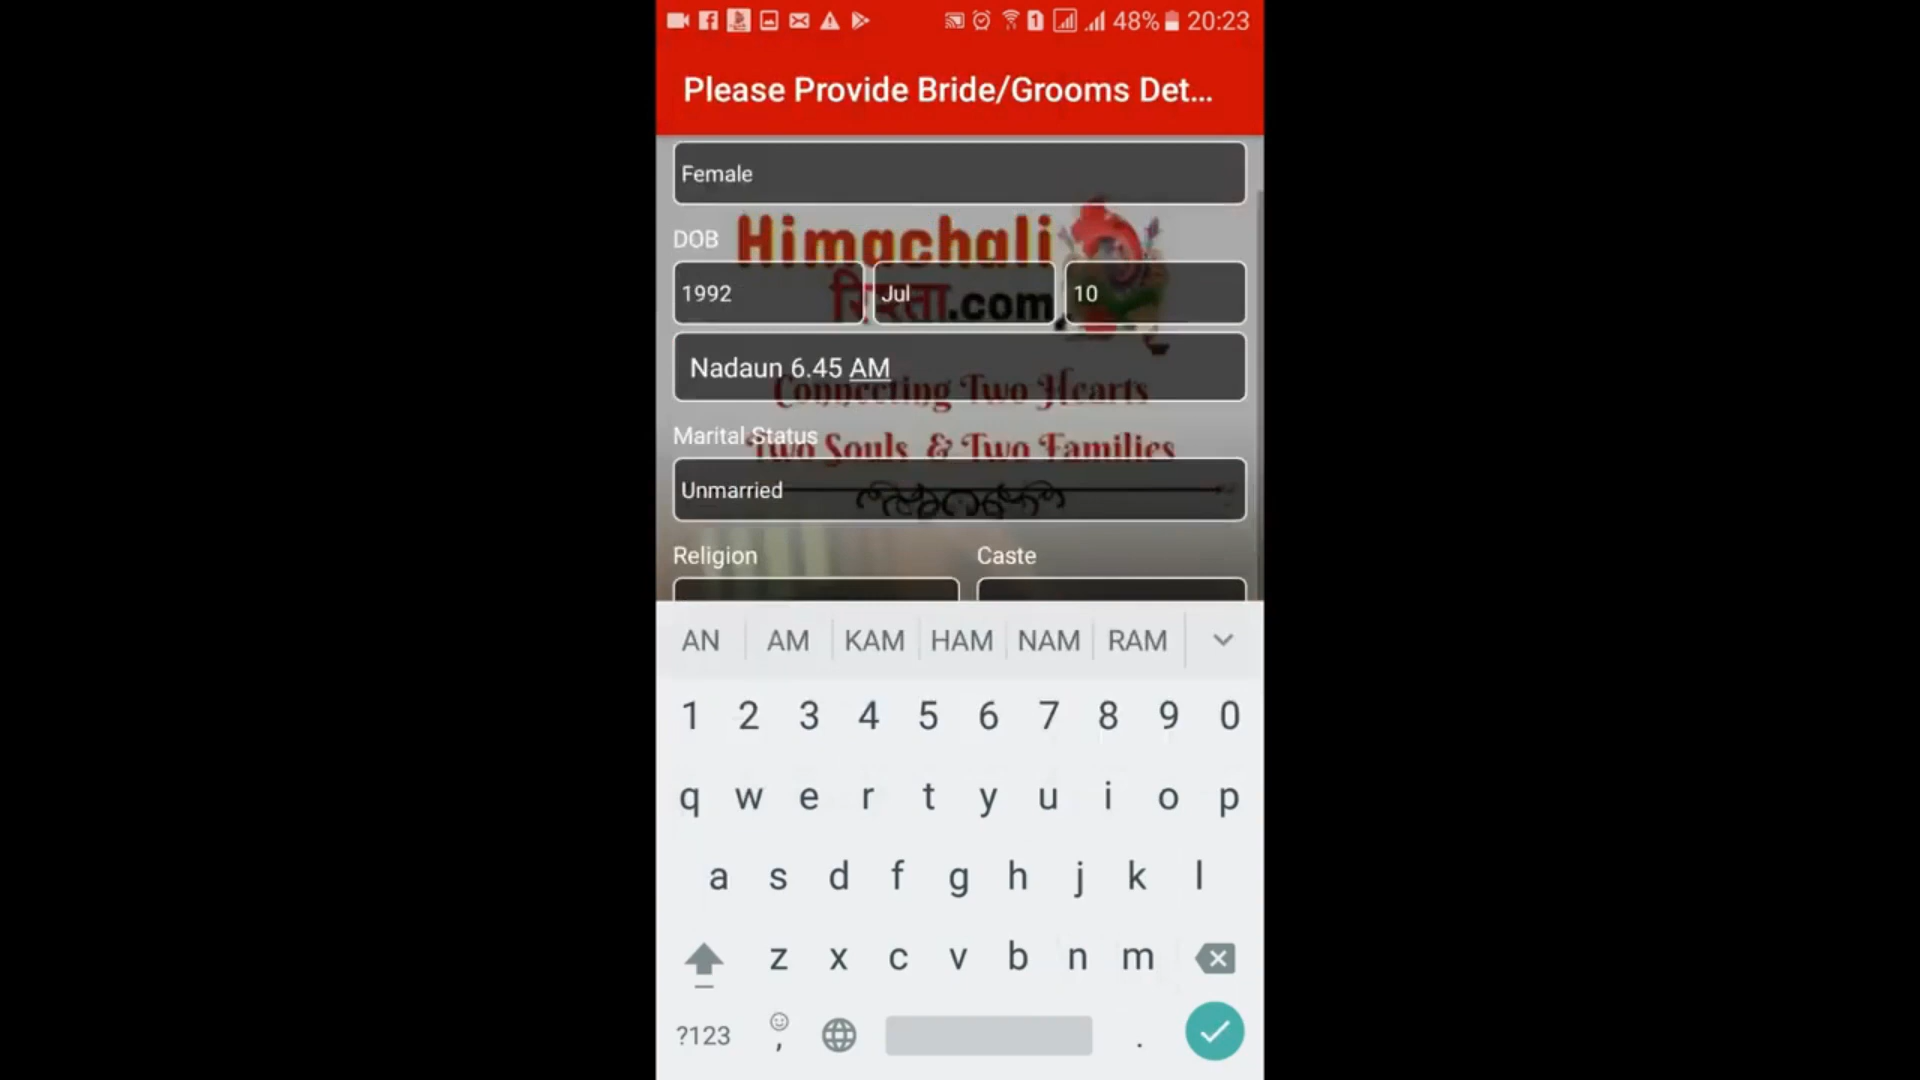 1 48% 20:23
Please Provide Bride/Grooms Det...
Female
Himachali
DOB
रिश्ता.com
1992 Jul 10
Nadaun 6.45 AM
Connecting Two Hearts
Marital Status
Two Souls & Two Families
Unmarried
Religion Caste
AN AM KAM HAM NAM RAM
1 2 3 4 5 6 7 8 9 0
q w e r t y u i o p
a s d f g h j k l
z x c v b n m
?123 , .